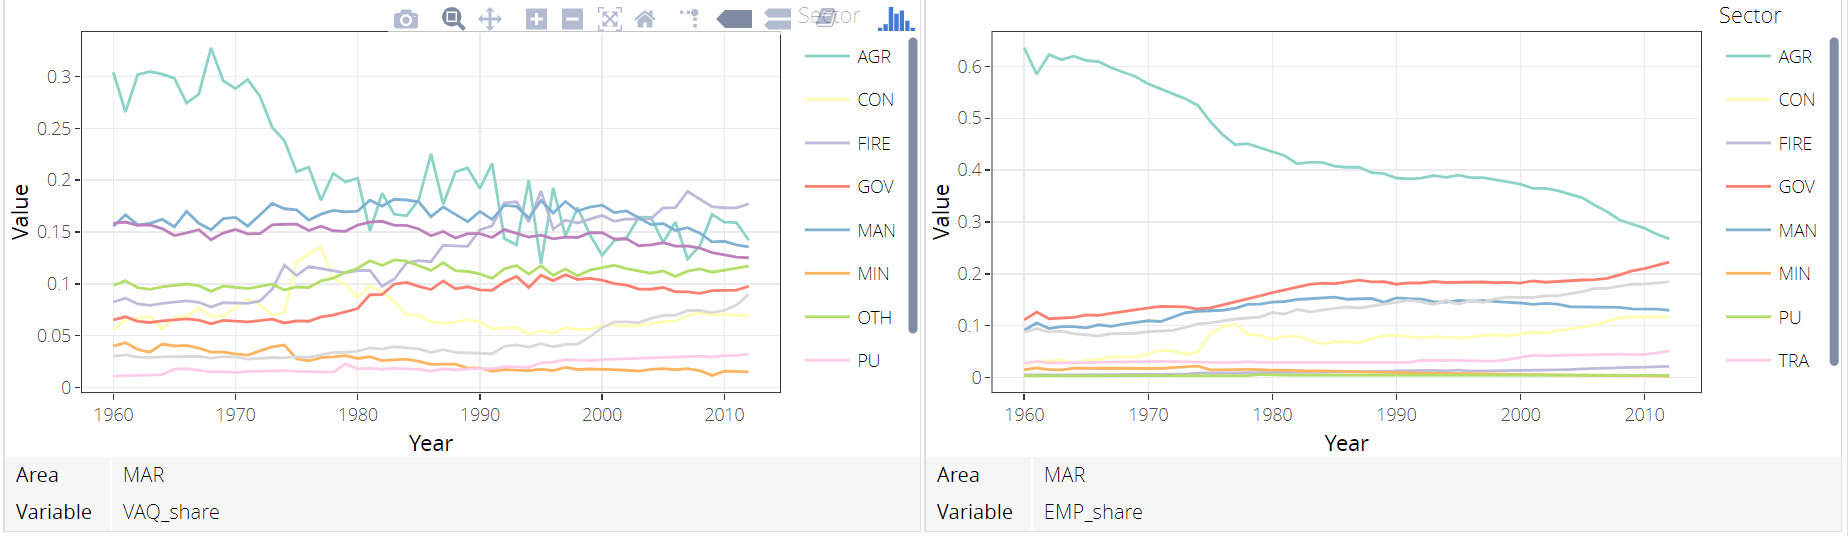 Sector
AGR
CON
FIRE
GOV
MAN
MIN
OTH
PU
Value
0.3
0.25
0.2
0.15
0.1
0.05
0
1960 1970 1980 1990 2000 2010
Year
Area MAR
Variable VAQ_share
Sector
AGR
CON
FIRE
GOV
MAN
MIN
PU
TRA
Value
0.6
0.5
0.4
0.3
0.2
0.1
0
1960 1970 1980 1990 2000 2010
Year
Area MAR
Variable EMP_share